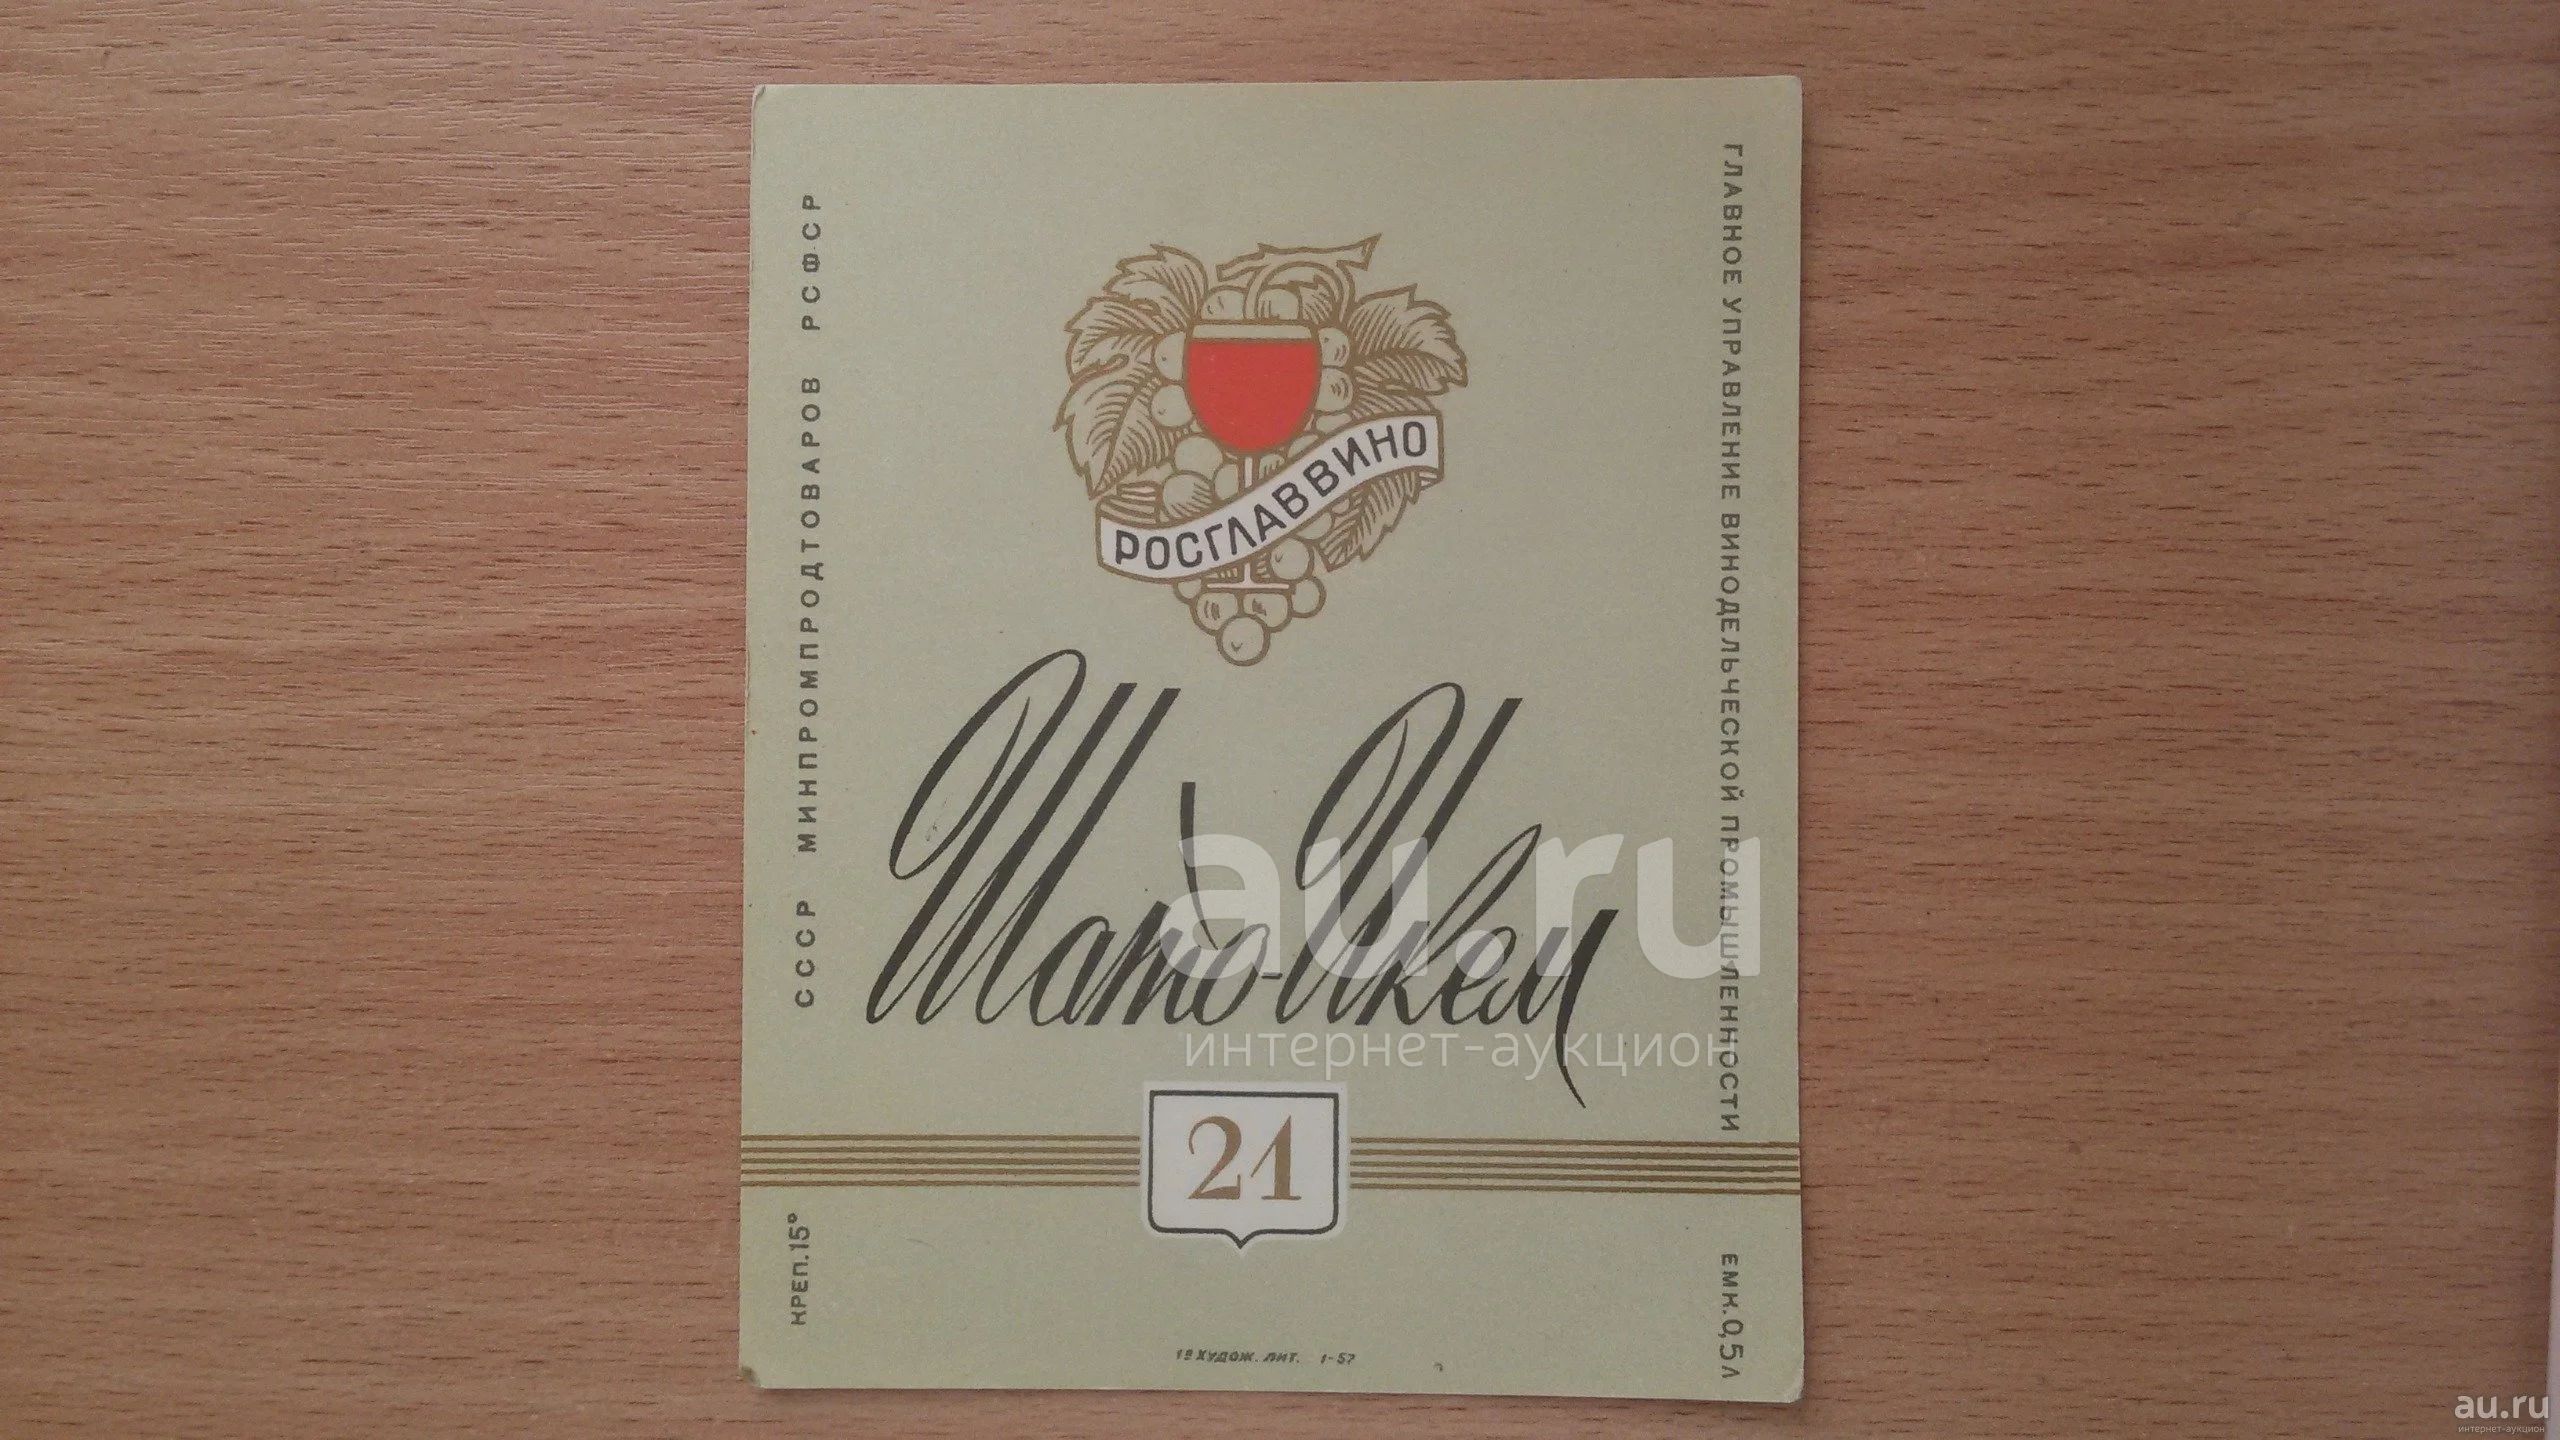 СССР МИНПРОМПРОДТОВАРОВ РСФСР
РОСГЛАВВИНО
Шато-Икем
21
КРЕП. 15°
ГЛАВНОЕ УПРАВЛЕНИЕ ВИНОДЕЛЬЧЕСКОЙ ПРОМЫШЛЕННОСТИ
ЕМК. 0,5 Л
1я ХУДОЖ. ЛИТ. 1-57
au.ru
интернет-аукцион
au.ru
интернет-аукцион